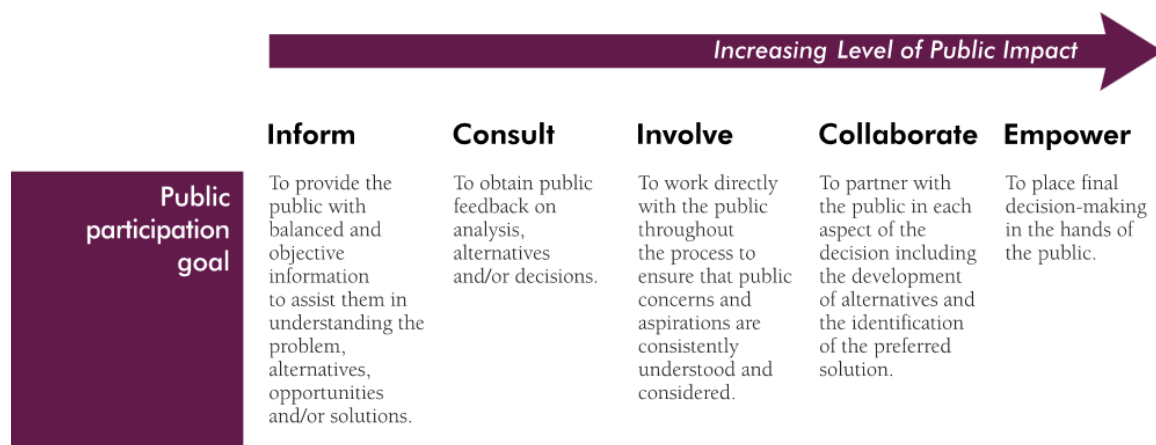 Increasing Level of Public Impact
Inform
Consult
Involve
Collaborate
Empower
Public
participation
goal
To provide the
public with
balanced and
objective
information
to assist them in
understanding the
problem,
alternatives,
opportunities
and/or solutions.
To obtain public
feedback on
analysis,
alternatives
and/or decisions.
To work directly
with the public
throughout
the process to
ensure that public
concerns and
aspirations are
consistently
understood and
considered.
To partner with
the public in each
aspect of the
decision including
the development
of alternatives and
the identification
of the preferred
solution.
To place final
decision-making
in the hands of
the public.